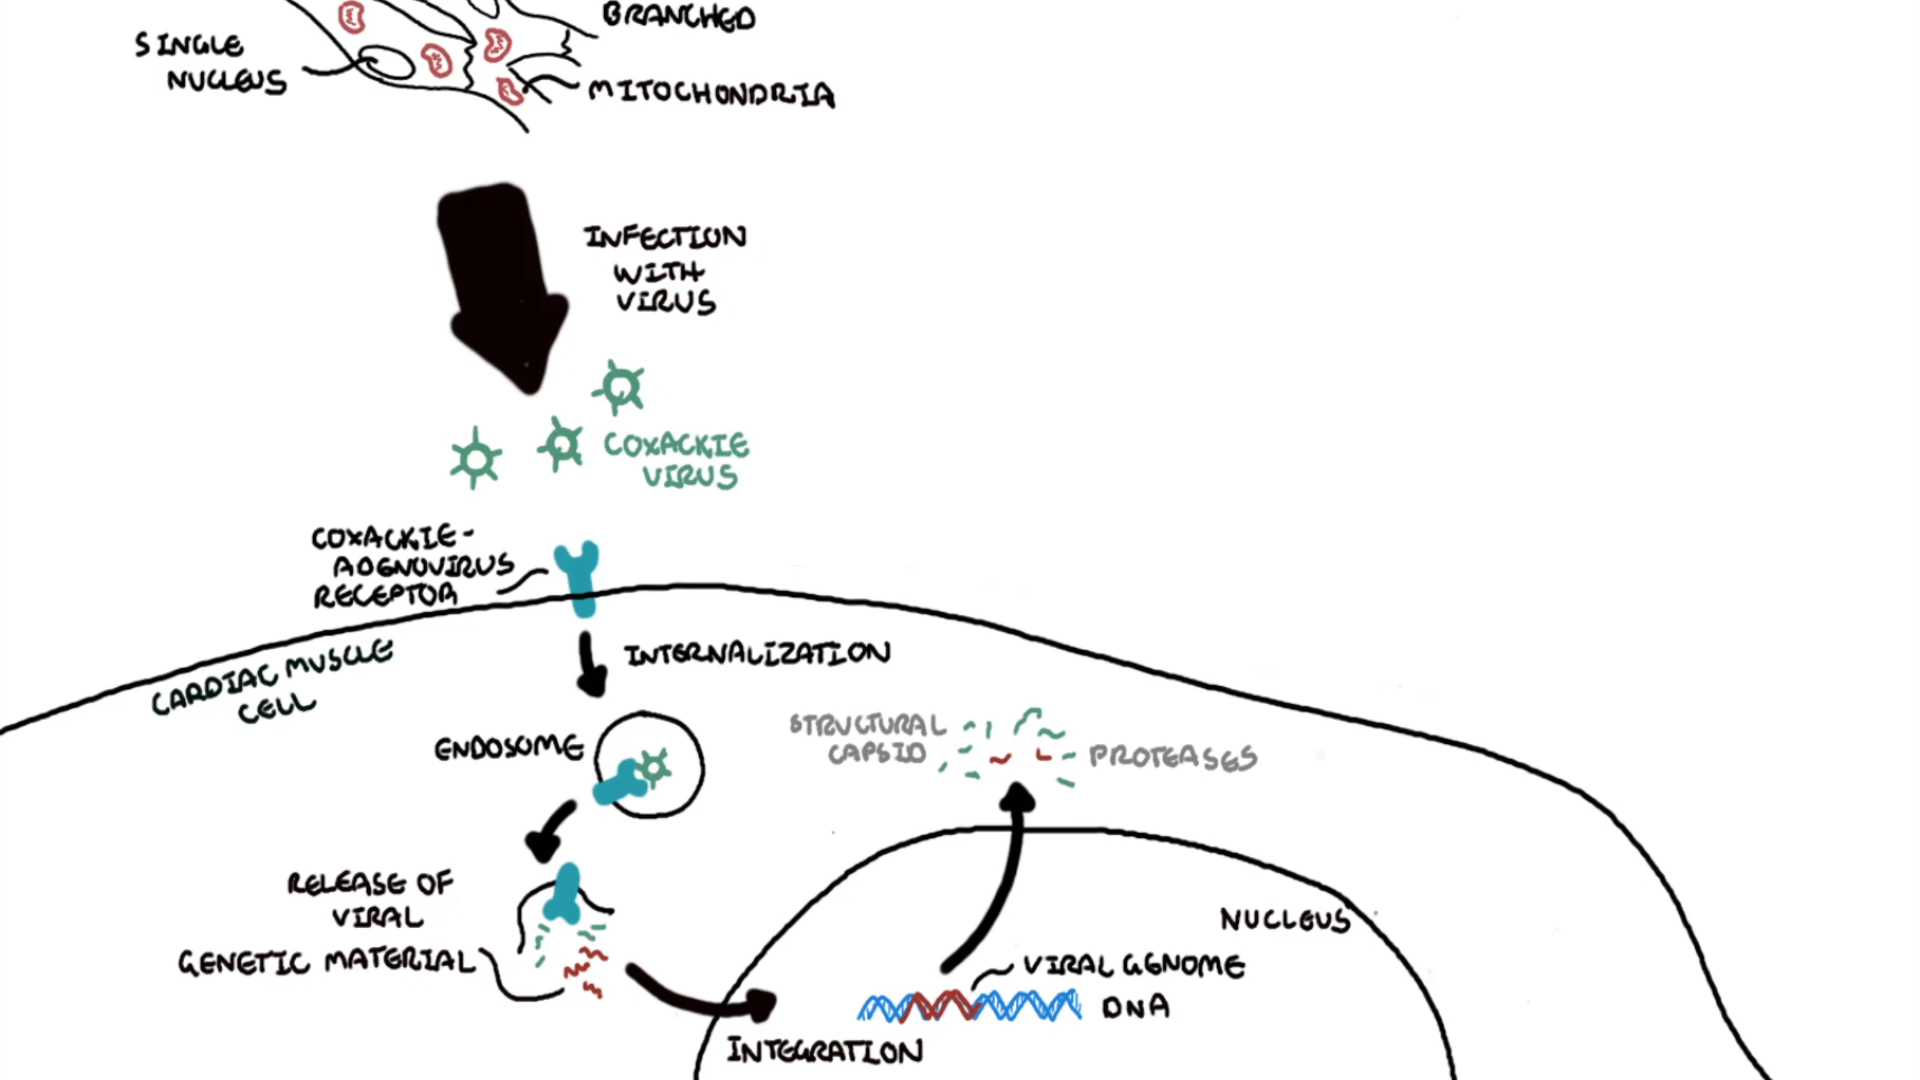 BRANCHED
SINGLE
NUCLEUS
MITOCHONDRIA
INFECTION
WITH
VIRUS
COXACKIE
VIRUS
COXACKIE-
ADENOVIRUS
RECEPTOR
INTERNALIZATION
CARDIAC MUSCLE
CELL
ENDOSOME
STRUCTURAL
CAPSID
PROTEASES
RELEASE OF
VIRAL
GENETIC MATERIAL
NUCLEUS
VIRAL GENOME
DNA
INTEGRATION